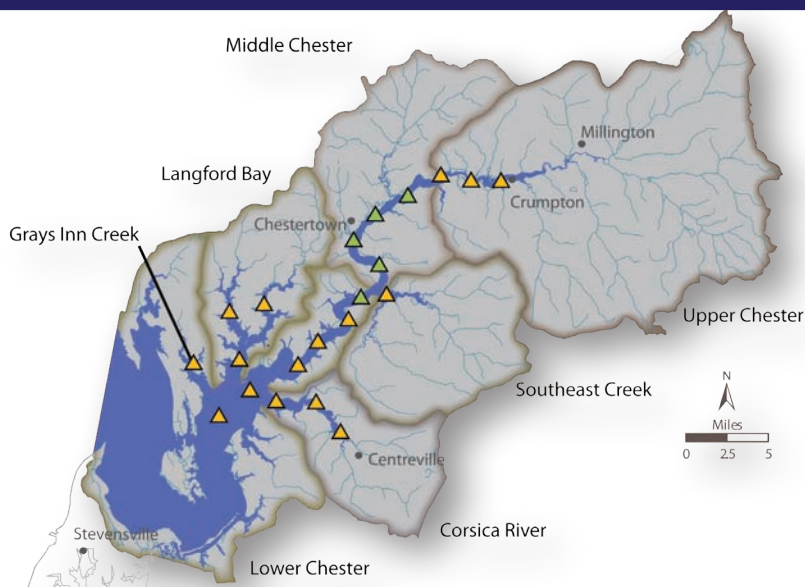 Middle Chester
Millington
Langford Bay
Crumpton
Chestertown
Grays Inn Creek
Upper Chester
Southeast Creek
N
Miles
0 2.5 5
Centreville
Corsica River
Stevensville
Lower Chester